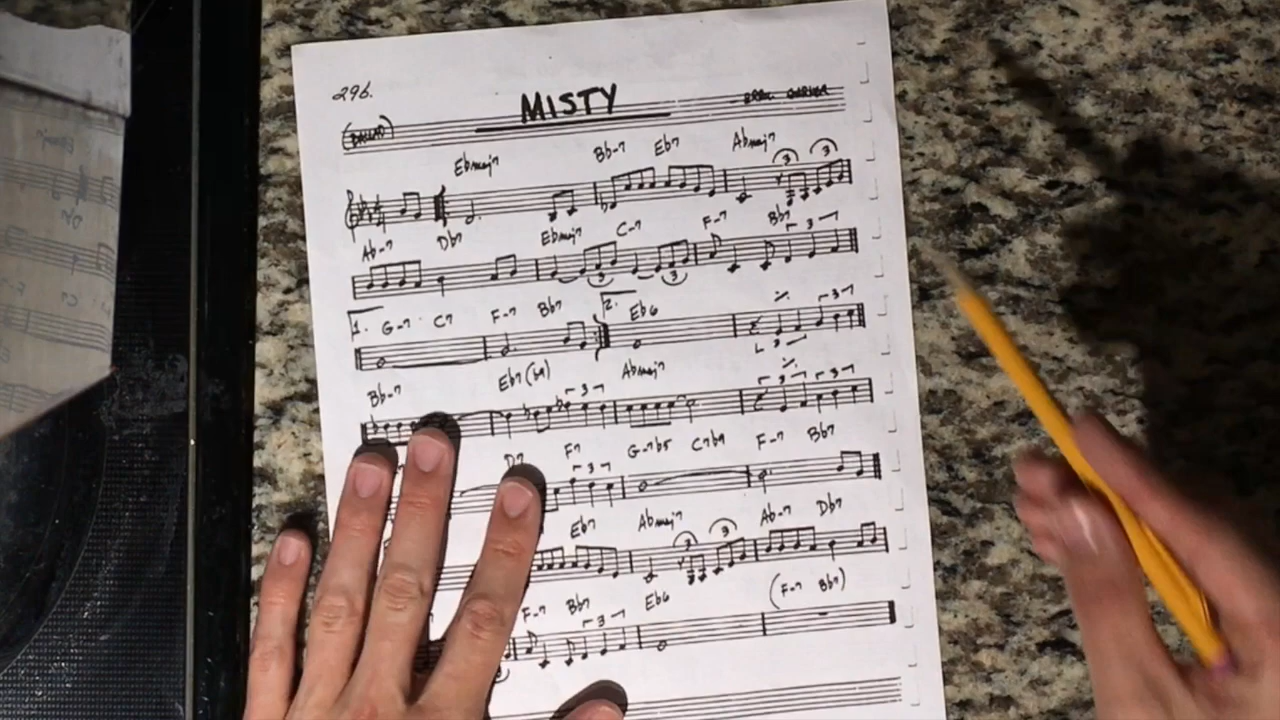 296.
MISTY
(BALLAD) - ERROLL GARNER
Ebmaj7 Bb-7 Eb7 Abmaj7
3 3
Ab-7 Db7 Ebmaj7 C-7 F-7 Bb7
3 3 3
1. G-7 C7 F-7 Bb7 2. Eb6
3
Bb-7 Eb7(b9) Abmaj7
3 3 3
D7 F7 G-7b5 C7b9 F-7 Bb7
3
Eb7 Abmaj7 Ab-7 Db7
3 3
F-7 Bb7 Eb6 (F-7 Bb7)
3